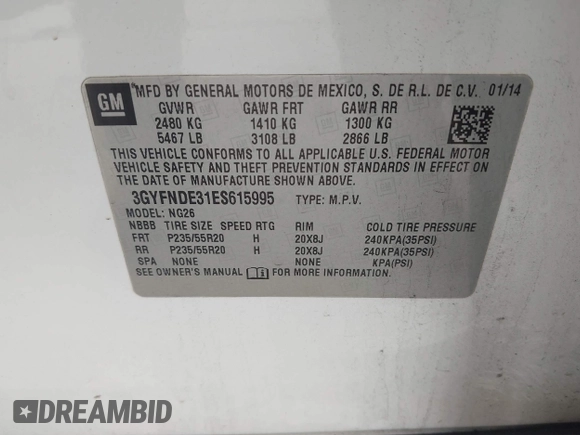 GM
MFD BY GENERAL MOTORS DE MEXICO, S. DE R.L. DE C.V. 01/14
GVWR GAWR FRT GAWR RR
2480 KG 1410 KG 1300 KG
5467 LB 3108 LB 2866 LB
THIS VEHICLE CONFORMS TO ALL APPLICABLE U.S. FEDERAL MOTOR
VEHICLE SAFETY AND THEFT PREVENTION STANDARDS IN EFFECT ON
THE DATE OF MANUFACTURE SHOWN ABOVE.
3GYFNDE31ES615995 TYPE: M.P.V.
MODEL: NG26
NBBB TIRE SIZE SPEED RTG RIM COLD TIRE PRESSURE
FRT P235/55R20 H 20X8J 240KPA(35PSI)
RR P235/55R20 H 20X8J 240KPA(35PSI)
SPA NONE NONE KPA(PSI)
SEE OWNER'S MANUAL FOR MORE INFORMATION.
DREAMBID